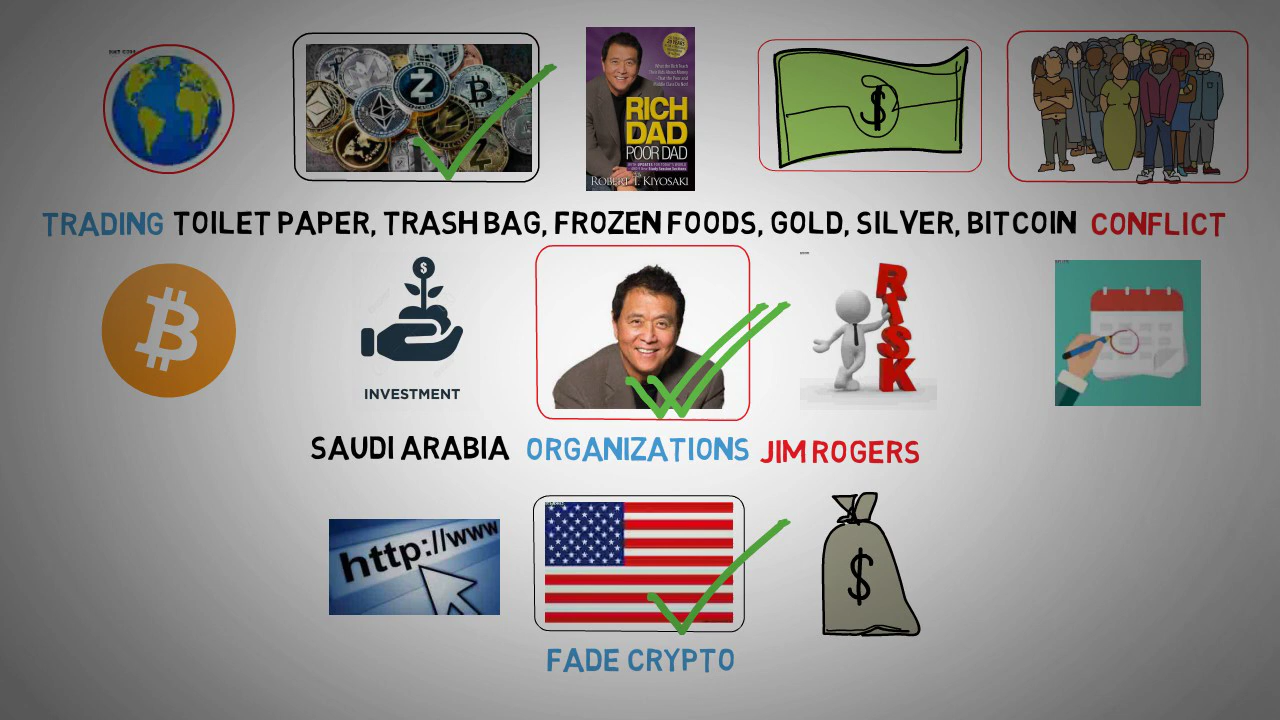 RICH
DAD
POOR DAD
ROBERT T. KIYOSAKI
$
TRADING TOILET PAPER, TRASH BAG, FROZEN FOODS, GOLD, SILVER, BITCOIN CONFLICT
$
INVESTMENT
RISK
SAUDI ARABIA ORGANIZATIONS JIM ROGERS
http://www
$
FADE CRYPTO